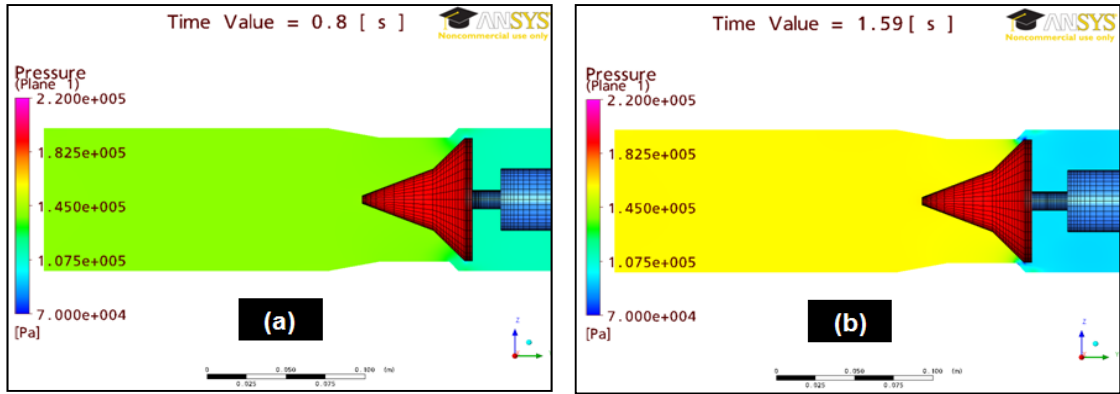 Time Value = 0.8 [ s ]
ANSYS
Noncommercial use only
Pressure
(Plane 1)
2.200e+005
1.825e+005
1.450e+005
1.075e+005
7.000e+004
[Pa]
(a)
0 0.050 0.100 (m)
0.025 0.075
Z
Time Value = 1.59[ s ]
ANSYS
Noncommercial use only
Pressure
(Plane 1)
2.200e+005
1.825e+005
1.450e+005
1.075e+005
7.000e+004
[Pa]
(b)
0 0.050 0.100 (m)
0.025 0.075
Z